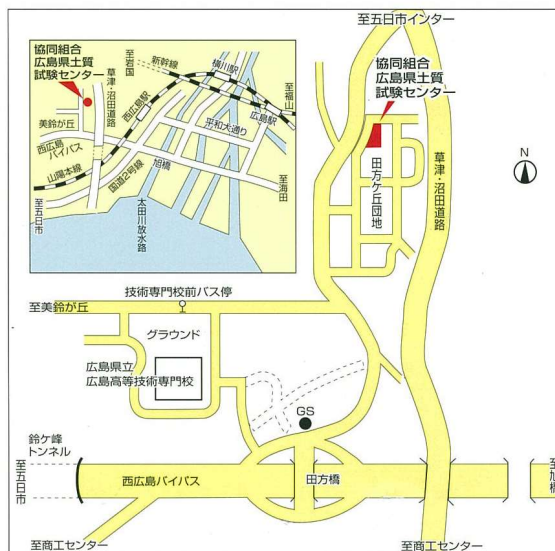 至五日市インター
協同組合
広島県土質
試験センター
草津・沼田道路
至岩国
新幹線
横川駅
至福山
西広島駅
広島駅
美鈴が丘
平和大通り
西広島
バイパス
旭橋
山陽本線
国道2号線
至海田
至五日市
太田川放水路
協同組合
広島県土質
試験センター
田方ケ丘団地
草津・沼田道路
N
技術専門校前バス停
至美鈴が丘
グラウンド
広島県立
広島高等技術専門校
GS
鈴ケ峰
トンネル
至五日市
西広島バイパス
田方橋
至旭橋
至商工センター
至商工センター